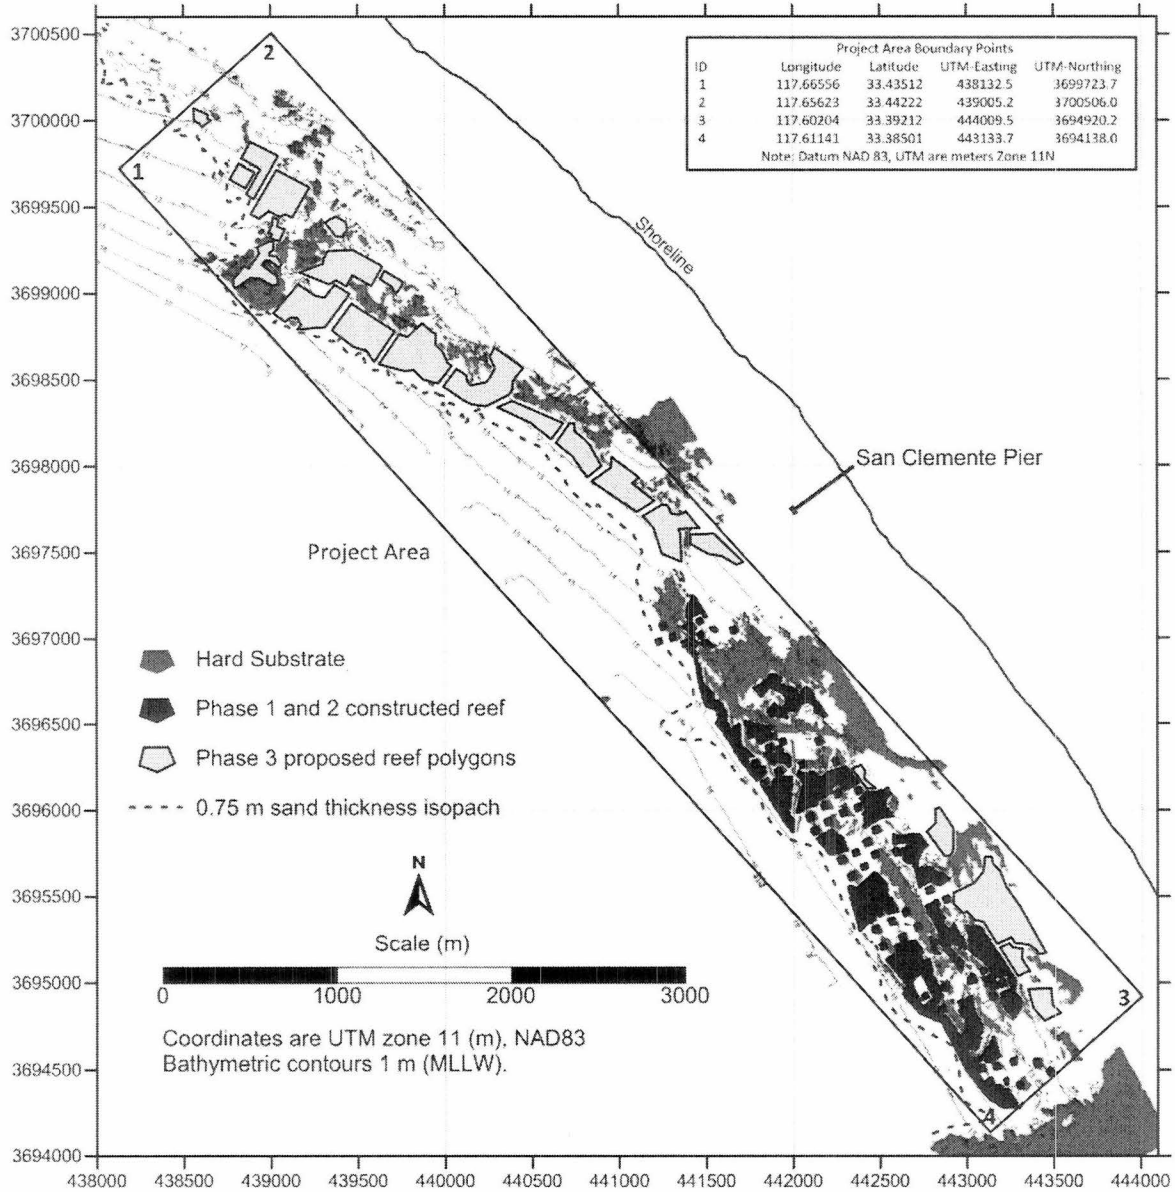 Project Area Boundary Points
ID Longitude Latitude UTM-Easting UTM-Northing
1 117.66556 33.43512 438132.5 3699723.7
2 117.65623 33.44222 439005.2 3700506.0
3 117.60204 33.39212 444009.5 3694920.2
4 117.61141 33.38501 443133.7 3694138.0
Note: Datum NAD 83, UTM are meters Zone 11N
3700500
3700000
3699500
3699000
3698500
3698000
3697500
3697000
3696500
3696000
3695500
3695000
3694500
3694000
2
1
Shoreline
San Clemente Pier
Project Area
Hard Substrate
Phase 1 and 2 constructed reef
Phase 3 proposed reef polygons
0.75 m sand thickness isopach
N
Scale (m)
0 1000 2000 3000
Coordinates are UTM zone 11 (m), NAD83
Bathymetric contours 1 m (MLLW).
3
4
438000 438500 439000 439500 440000 440500 441000 441500 442000 442500 443000 443500 444000